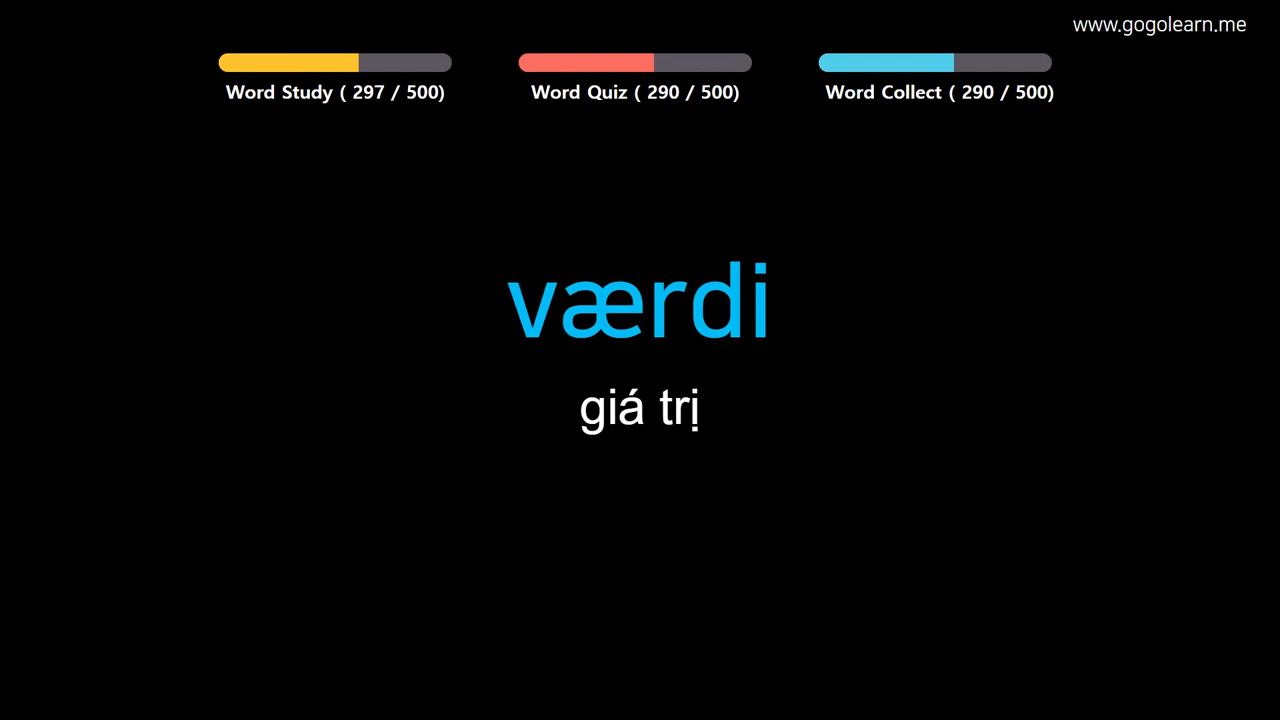 www.gogolearn.me
Word Study ( 297 / 500)
Word Quiz ( 290 / 500)
Word Collect ( 290 / 500)
værdi
giá trị